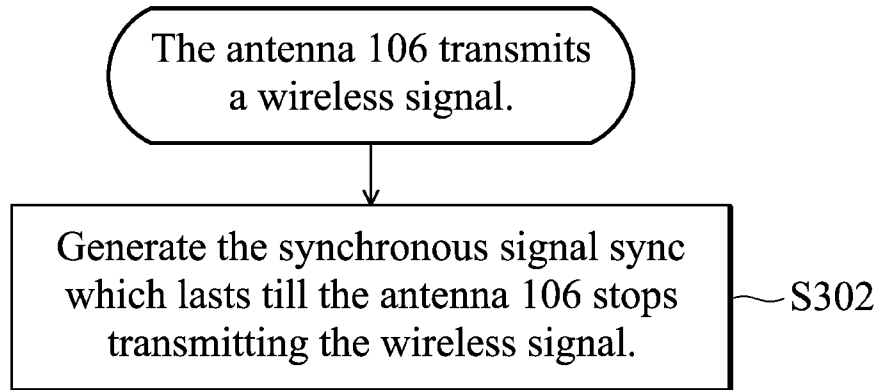 The antenna 106 transmits
a wireless signal.
Generate the synchronous signal sync
which lasts till the antenna 106 stops
transmitting the wireless signal.
S302